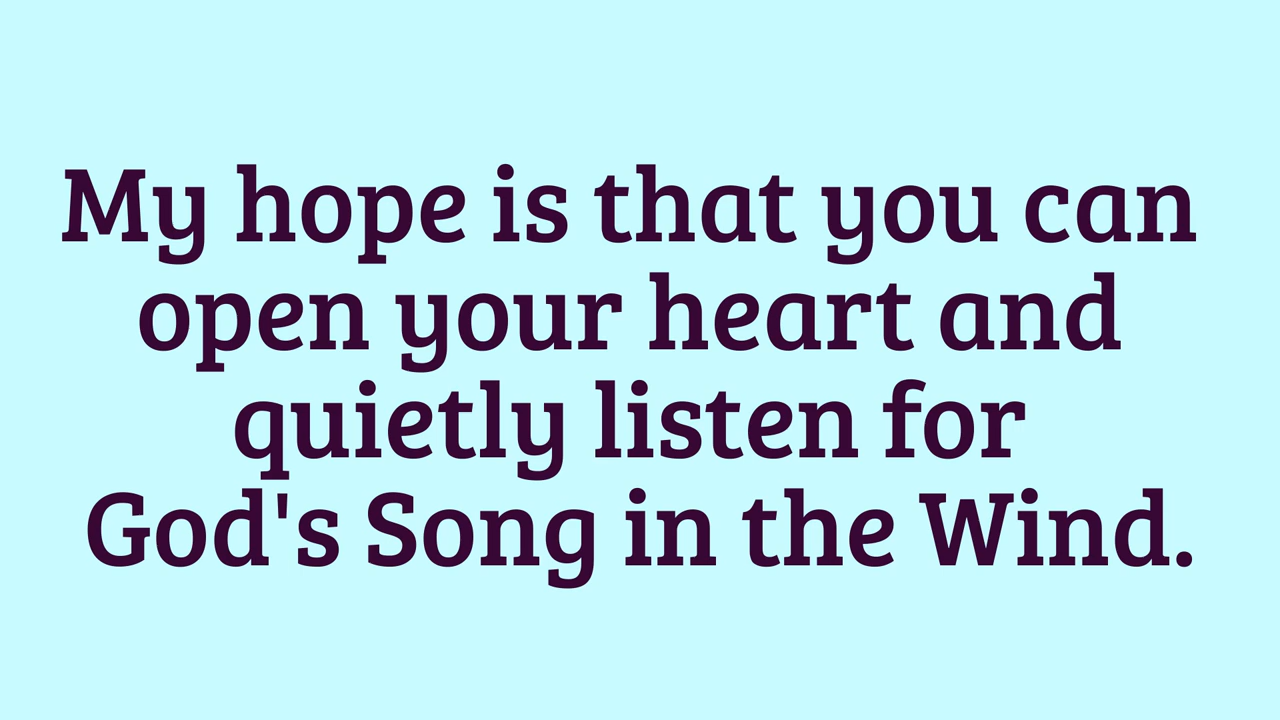 My hope is that you can
open your heart and
quietly listen for
God's Song in the Wind.